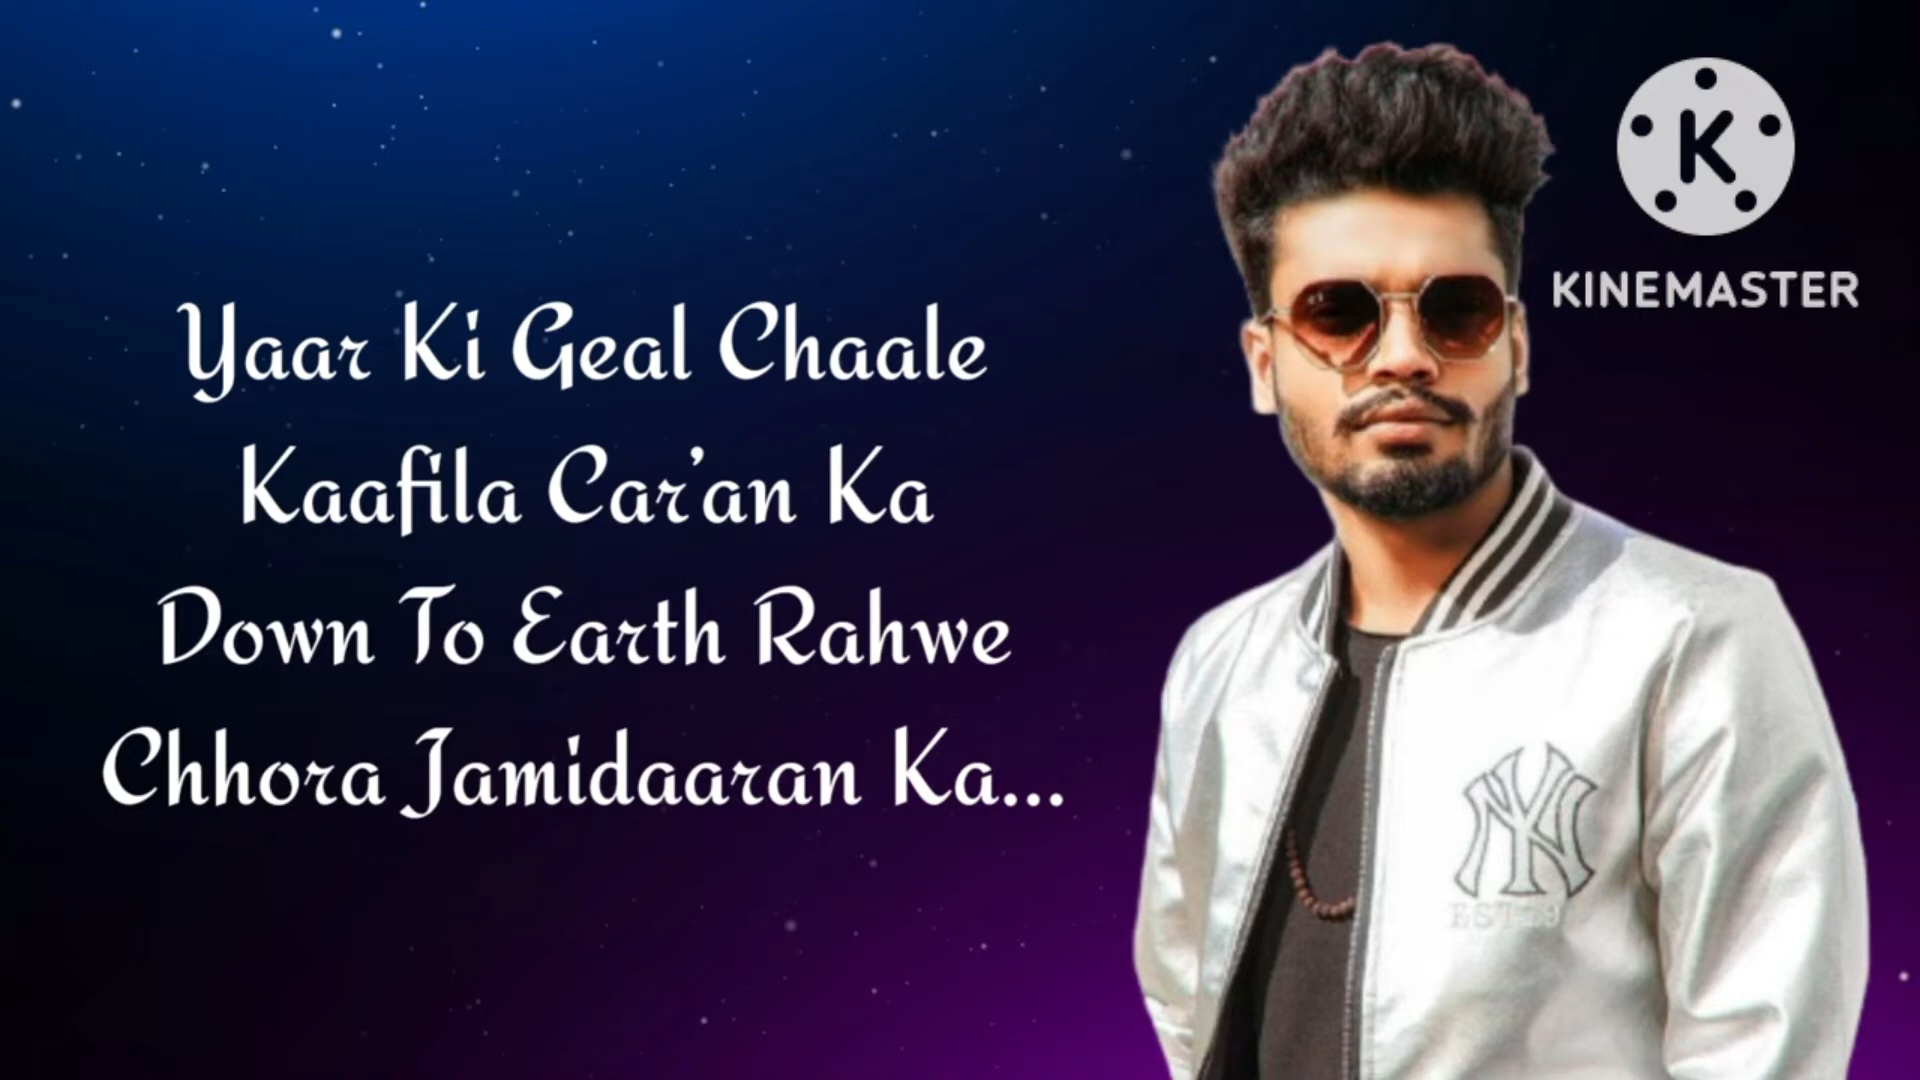 Yaar Ki Geal Chaale
Kaafila Car'an Ka
Down To Earth Rahwe
Chhora Jamidaaran Ka...
K
KINEMASTER
NY